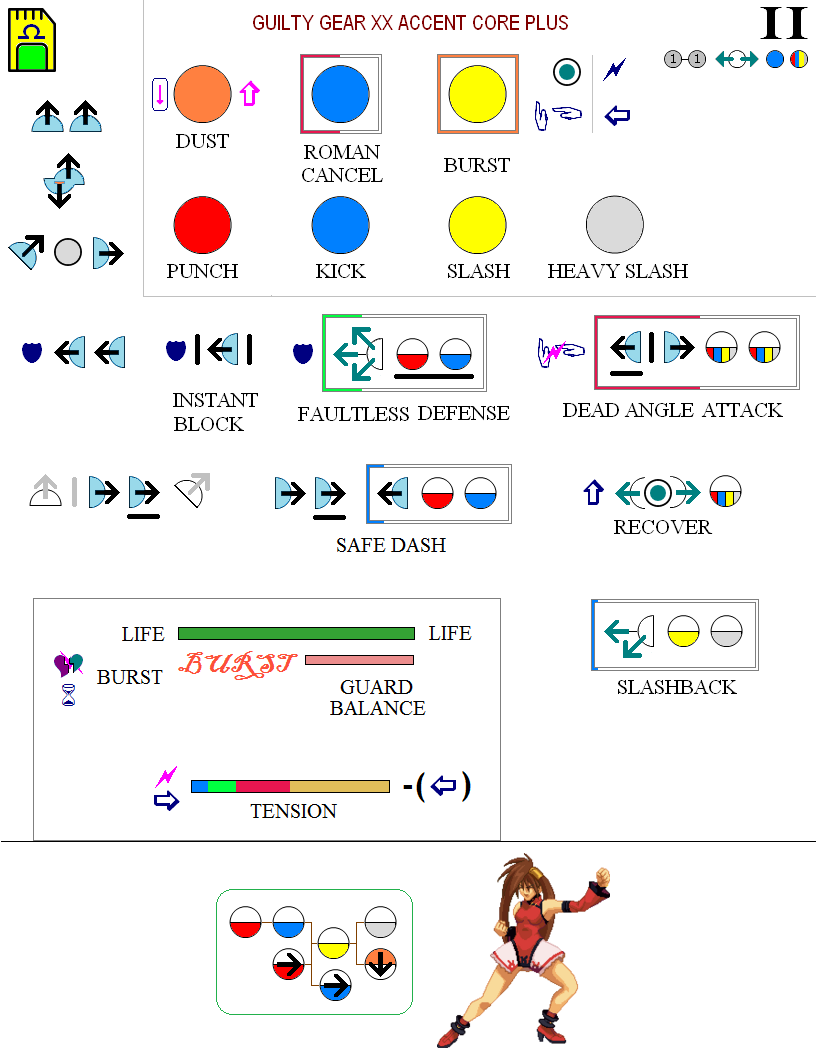 GUILTY GEAR XX ACCENT CORE PLUS
II
1 1
DUST
ROMAN
CANCEL
BURST
PUNCH
KICK
SLASH
HEAVY SLASH
INSTANT
BLOCK
FAULTLESS DEFENSE
DEAD ANGLE ATTACK
SAFE DASH
RECOVER
LIFE
LIFE
BURST
BURST
GUARD
BALANCE
TENSION
-( )
SLASHBACK